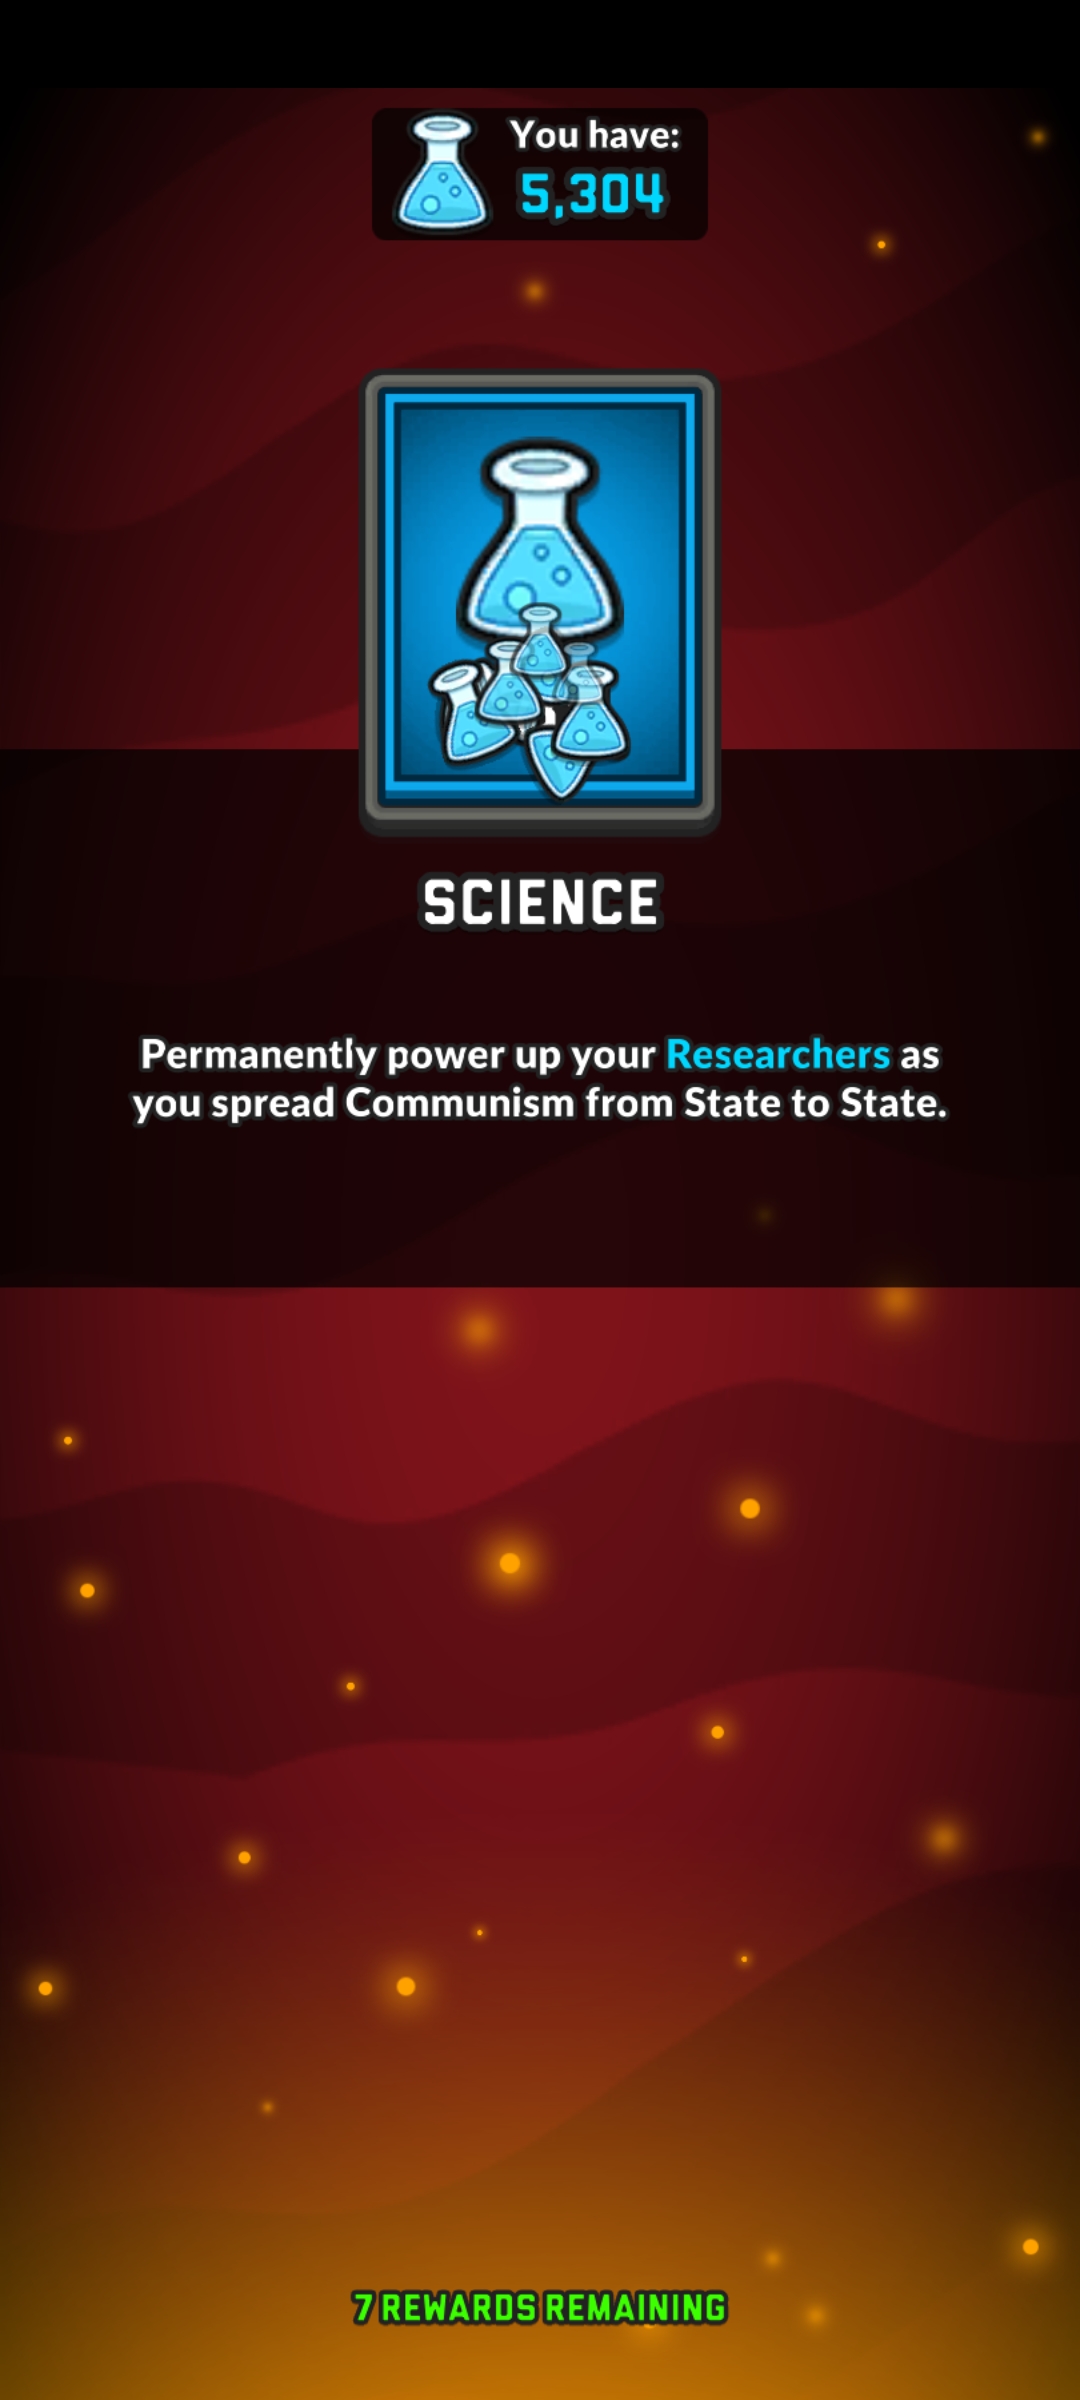 You have:
5,304
SCIENCE
Permanently power up your Researchers as
you spread Communism from State to State.
7 REWARDS REMAINING